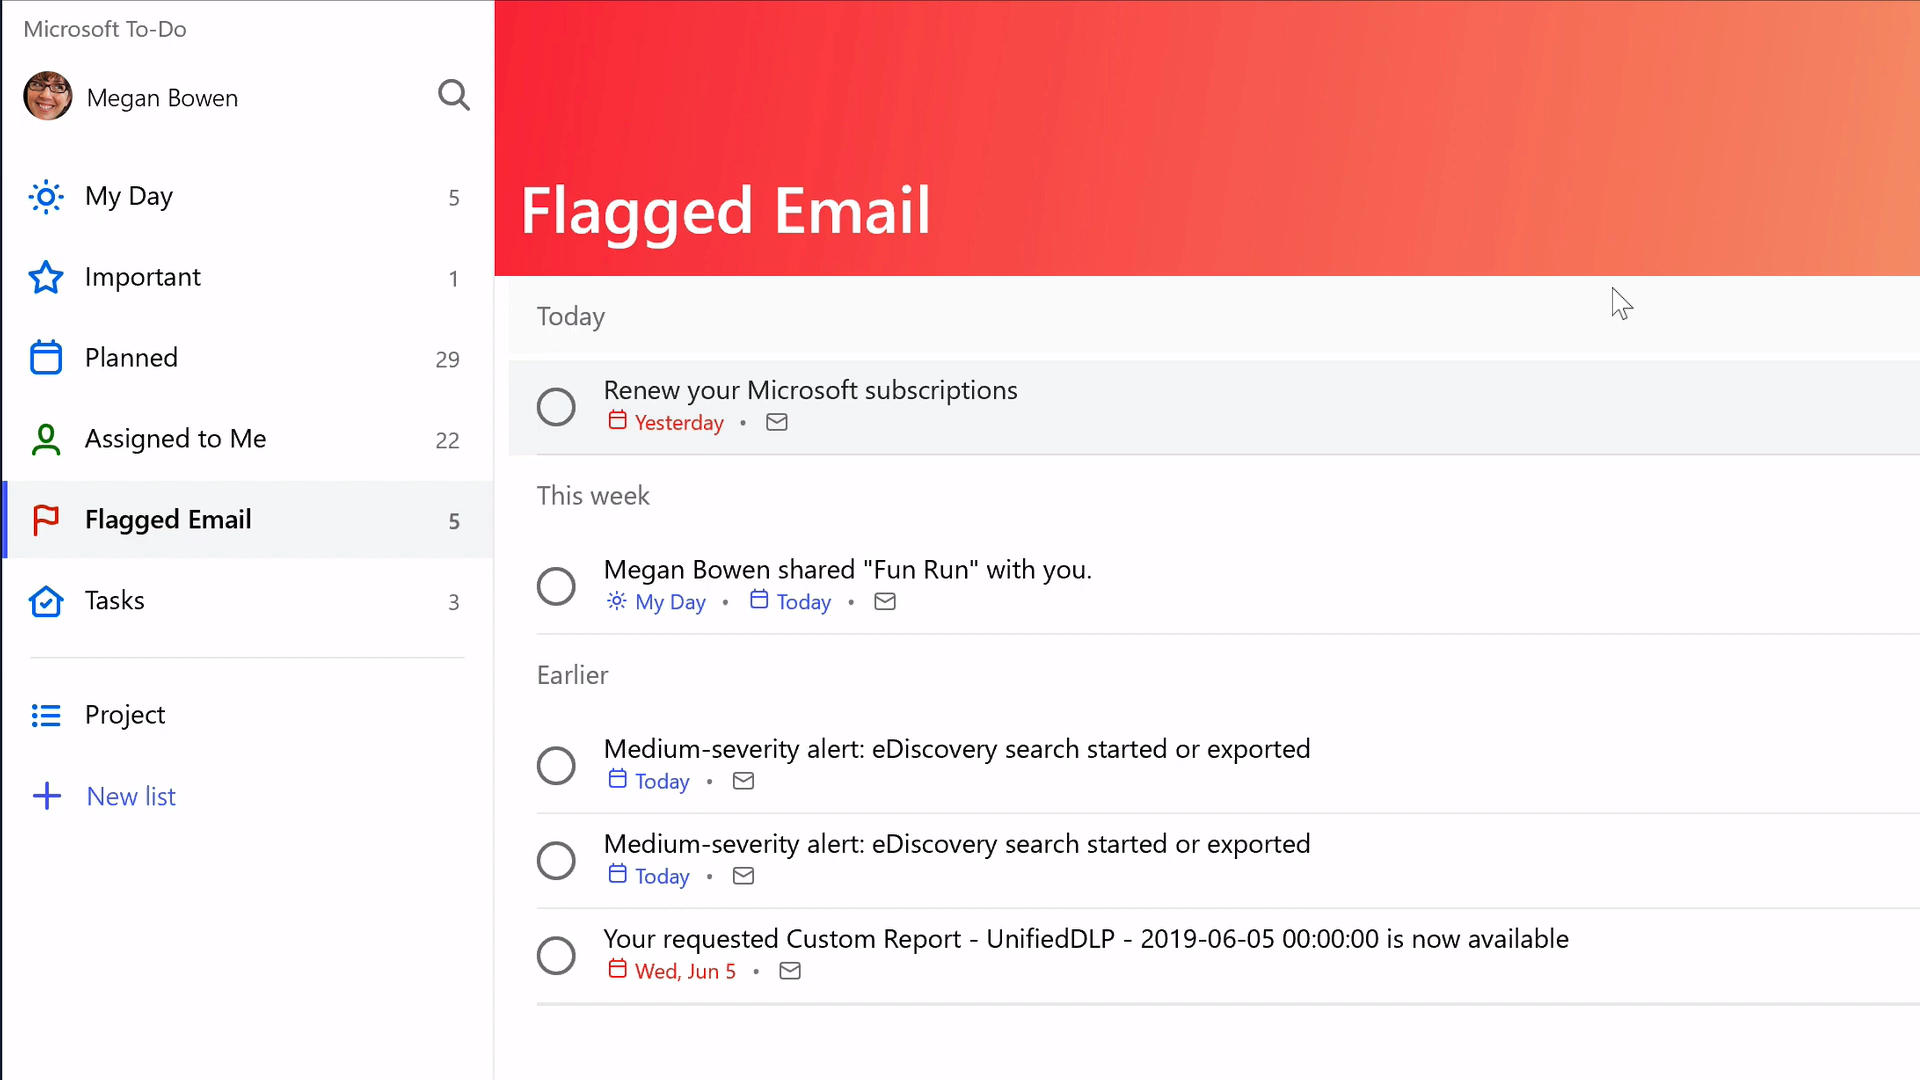 Microsoft To-Do
Megan Bowen
My Day 5
Important 1
Planned 29
Assigned to Me 22
Flagged Email 5
Tasks 3
Project
New list
Flagged Email
Today
Renew your Microsoft subscriptions
Yesterday •
This week
Megan Bowen shared "Fun Run" with you.
My Day • Today •
Earlier
Medium-severity alert: eDiscovery search started or exported
Today •
Medium-severity alert: eDiscovery search started or exported
Today •
Your requested Custom Report - UnifiedDLP - 2019-06-05 00:00:00 is now available
Wed, Jun 5 •